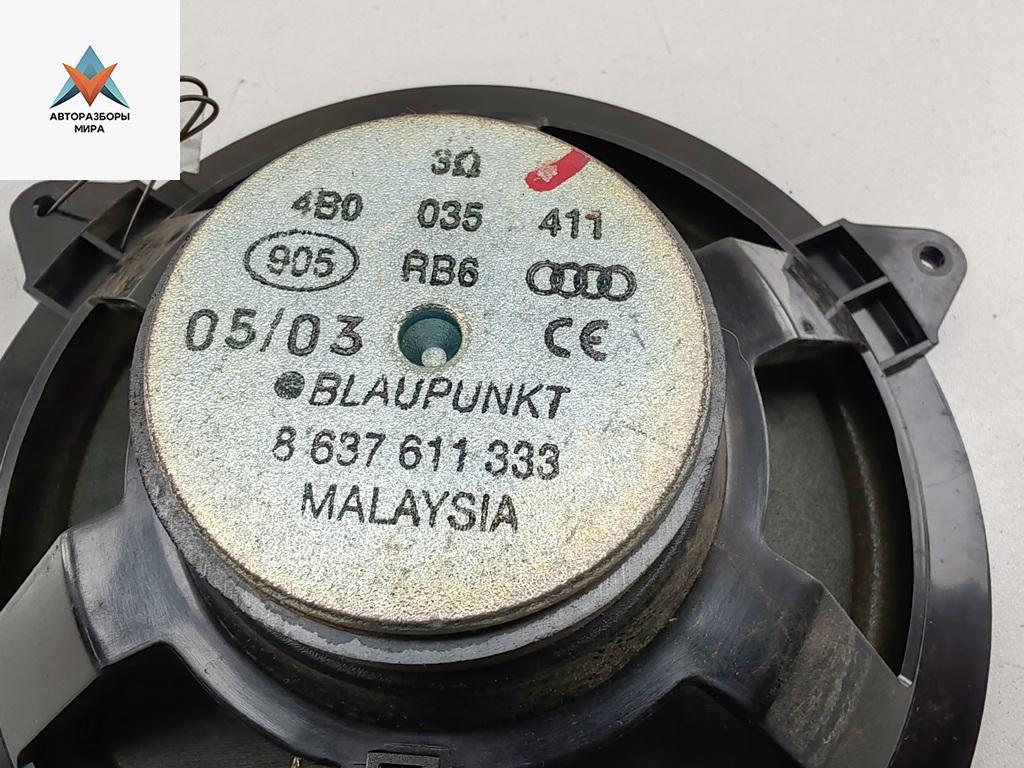 АВТОРАЗБОРЫ
МИРА
3Ω
4B0 035 411
905 RB6
05/03 CE
BLAUPUNKT
8 637 611 333
MALAYSIA